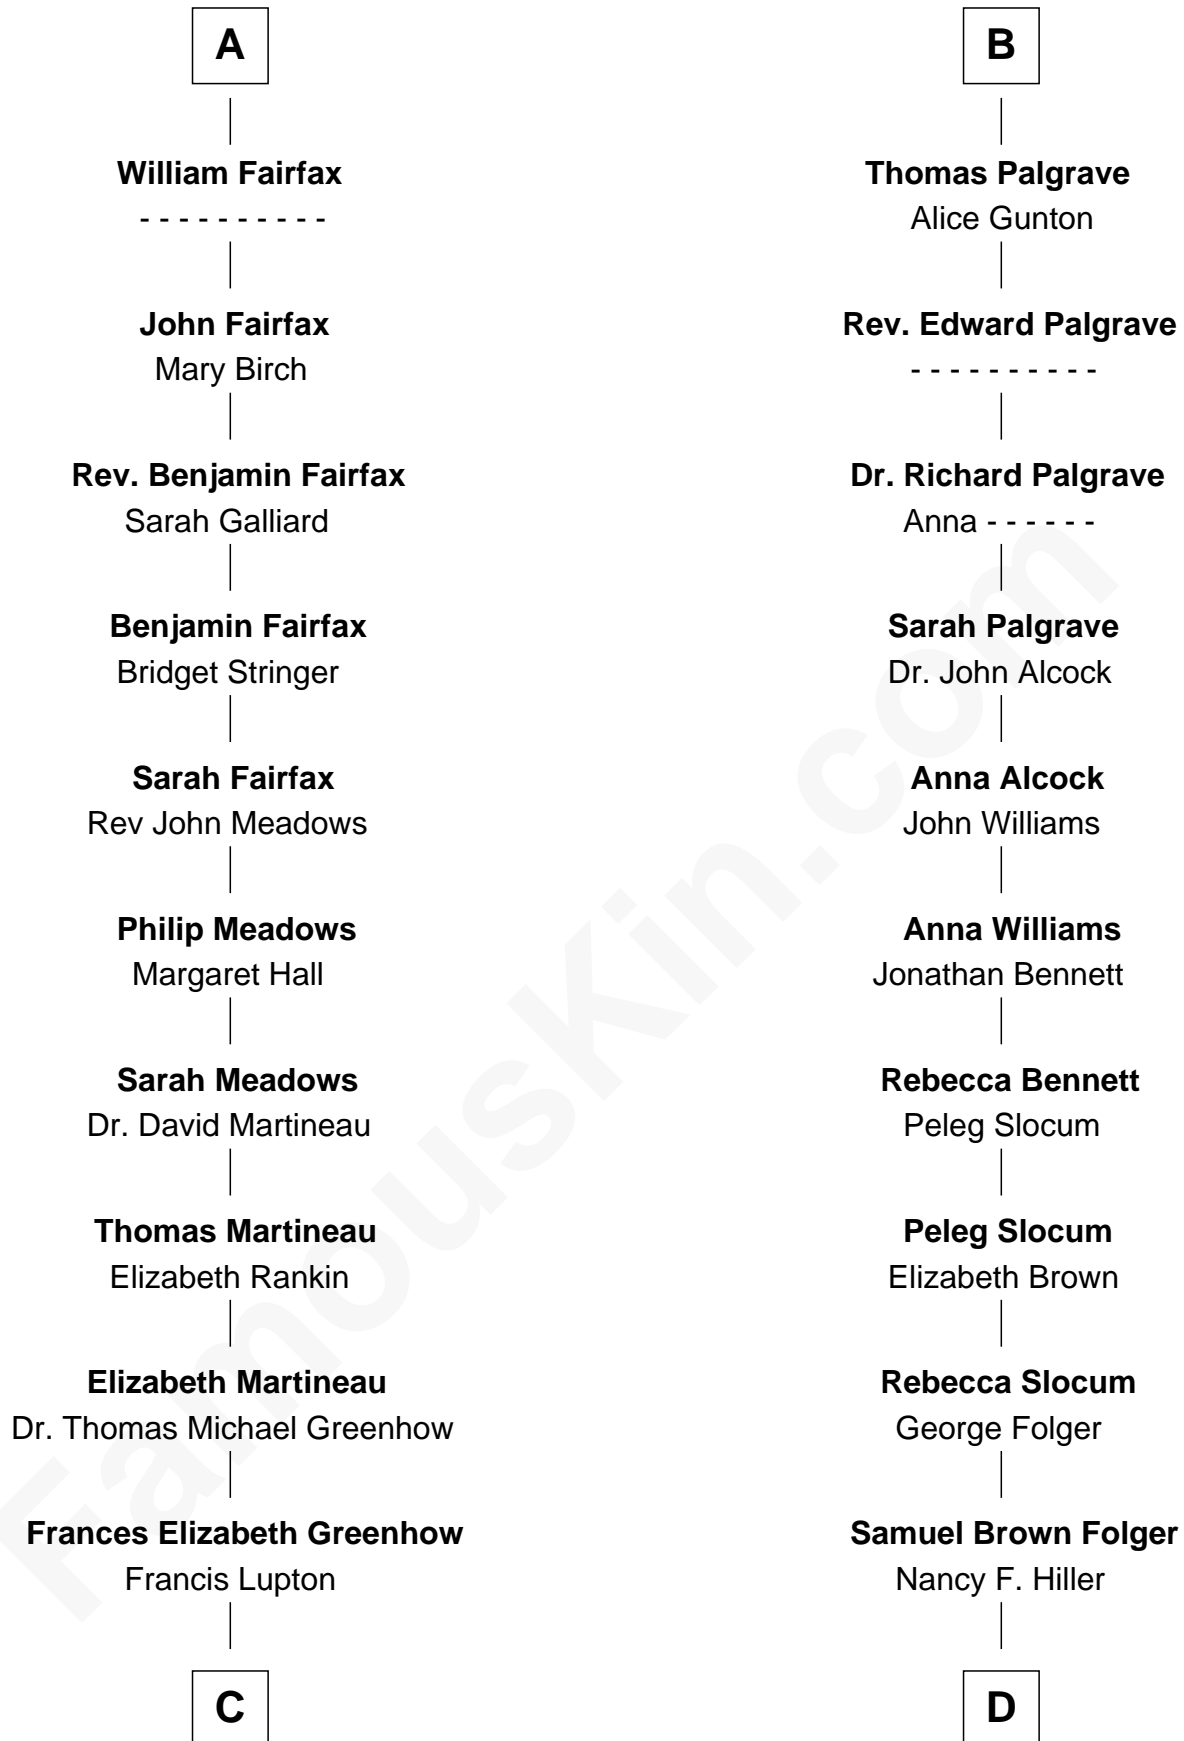 A
William Fairfax
- - - - - - - - - -
John Fairfax
Mary Birch
Rev. Benjamin Fairfax
Sarah Galliard
Benjamin Fairfax
Bridget Stringer
Sarah Fairfax
Rev John Meadows
Philip Meadows
Margaret Hall
Sarah Meadows
Dr. David Martineau
Thomas Martineau
Elizabeth Rankin
Elizabeth Martineau
Dr. Thomas Michael Greenhow
Frances Elizabeth Greenhow
Francis Lupton
C
B
Thomas Palgrave
Alice Gunton
Rev. Edward Palgrave
- - - - - - - - - -
Dr. Richard Palgrave
Anna - - - - - -
Sarah Palgrave
Dr. John Alcock
Anna Alcock
John Williams
Anna Williams
Jonathan Bennett
Rebecca Bennett
Peleg Slocum
Peleg Slocum
Elizabeth Brown
Rebecca Slocum
George Folger
Samuel Brown Folger
Nancy F. Hiller
D
FamousKin.com